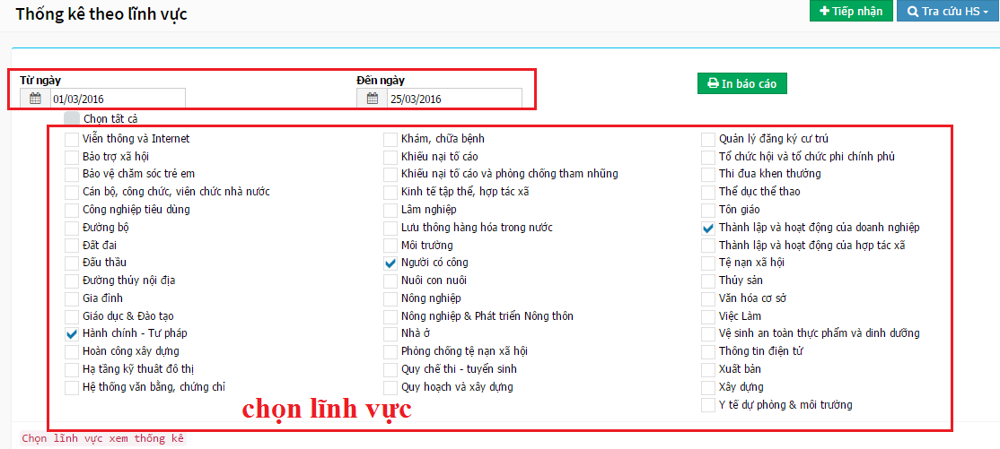 Thống kê theo lĩnh vực
Tiếp nhận
Tra cứu HS
Từ ngày
Đến ngày
01/03/2016
25/03/2016
In báo cáo
Chọn tất cả
Viễn thông và Internet
Bảo trợ xã hội
Bảo vệ chăm sóc trẻ em
Cán bộ, công chức, viên chức nhà nước
Công nghiệp tiêu dùng
Đường bộ
Đất đai
Đấu thầu
Đường thủy nội địa
Gia đình
Giáo dục & Đào tạo
Hành chính - Tư pháp
Hoàn công xây dựng
Hạ tầng kỹ thuật đô thị
Hệ thống văn bằng, chứng chỉ
Khám, chữa bệnh
Khiếu nại tố cáo
Khiếu nại tố cáo và phòng chống tham nhũng
Kinh tế tập thể, hợp tác xã
Lâm nghiệp
Lưu thông hàng hóa trong nước
Môi trường
Người có công
Nuôi con nuôi
Nông nghiệp
Nông nghiệp & Phát triển Nông thôn
Nhà ở
Phòng chống tệ nạn xã hội
Quy chế thi - tuyển sinh
Quy hoạch và xây dựng
Quản lý đăng ký cư trú
Tổ chức hội và tổ chức phi chính phủ
Thi đua khen thưởng
Thể dục thể thao
Tôn giáo
Thành lập và hoạt động của doanh nghiệp
Thành lập và hoạt động của hợp tác xã
Tệ nạn xã hội
Thủy sản
Văn hóa cơ sở
Việc Làm
Vệ sinh an toàn thực phẩm và dinh dưỡng
Thông tin điện tử
Xuất bản
Xây dựng
Y tế dự phòng & môi trường
chọn lĩnh vực
Chọn lĩnh vực xem thống kê